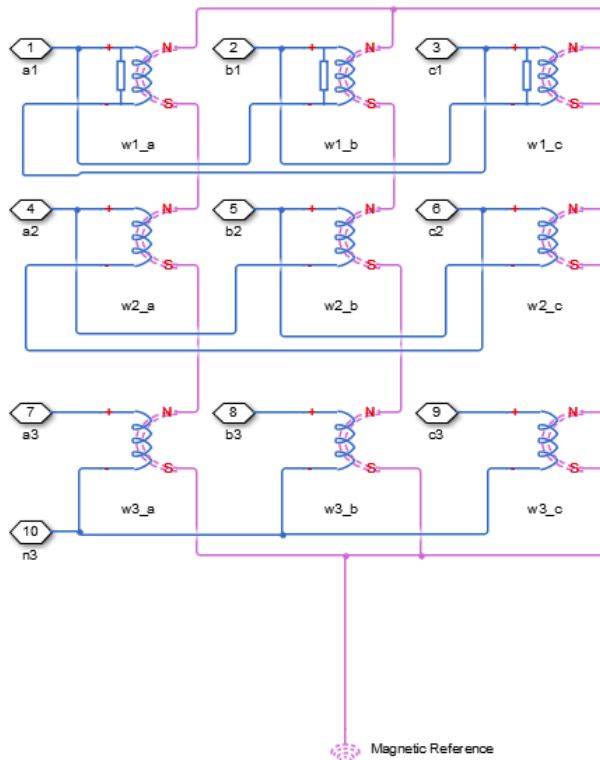 1 + N 2 + N 3 + N
a1 b1 c1
- S - S - S
w1_a w1_b w1_c
4 + N 5 + N 6 + N
a2 b2 c2
- S - S - S
w2_a w2_b w2_c
7 + N 8 + N 9 + N
a3 b3 c3
- S - S - S
w3_a w3_b w3_c
10
n3
Magnetic Reference